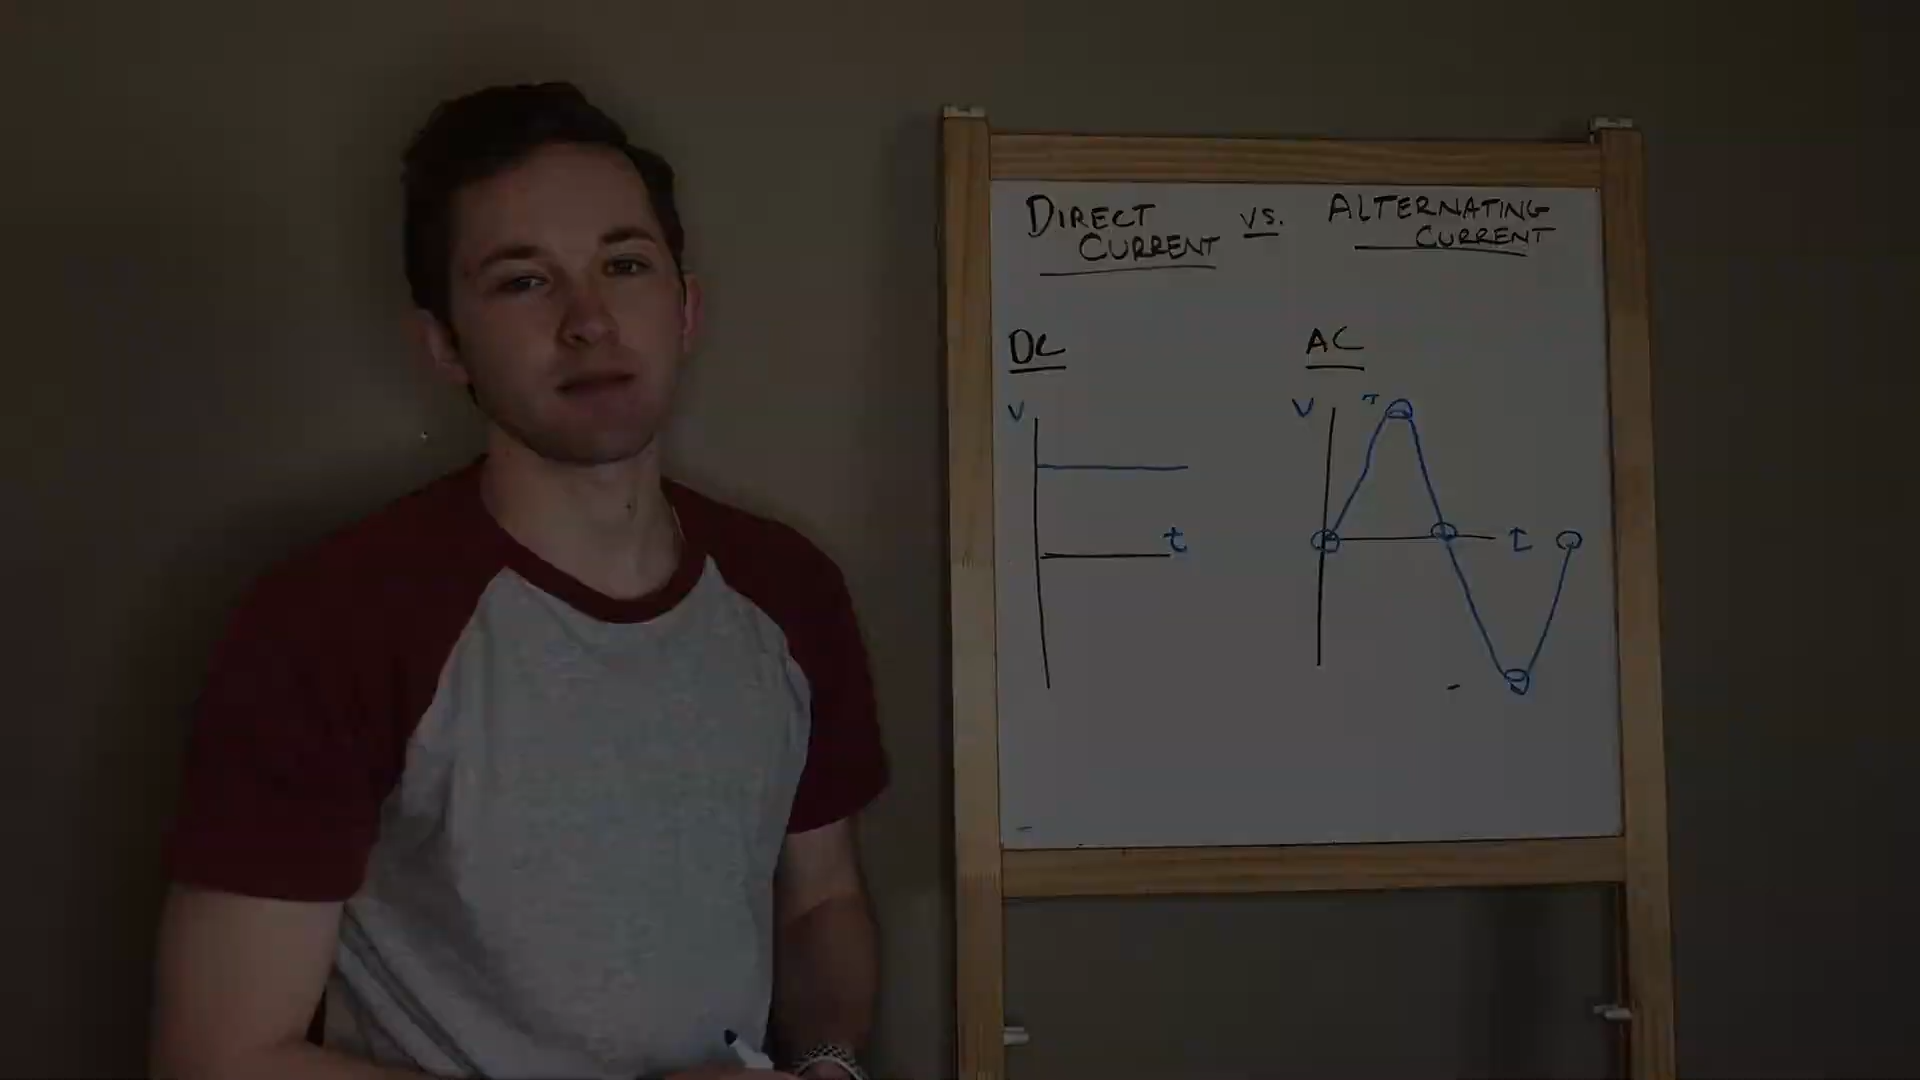 DIRECT
CURRENT
vs.
ALTERNATING
CURRENT
DC
AC
V
t
V
t